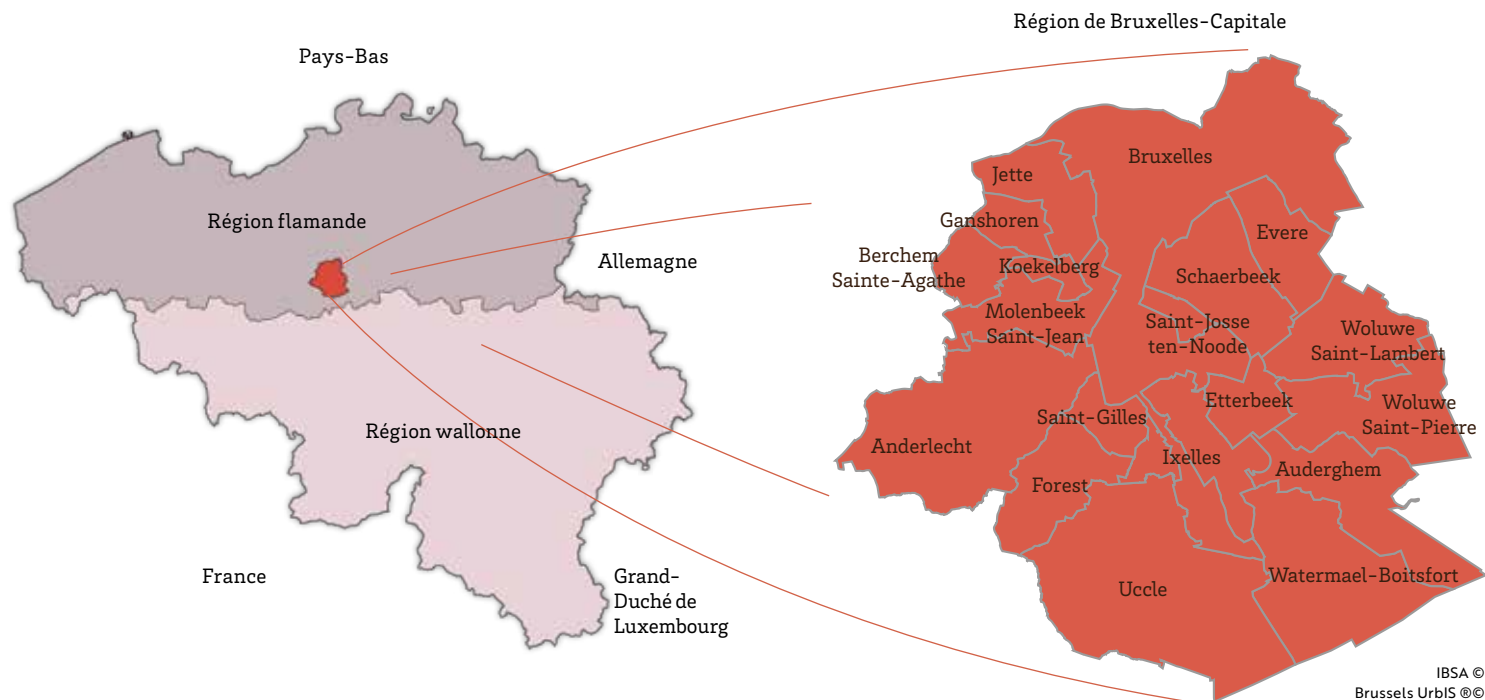 Région de Bruxelles-Capitale
Pays-Bas
Région flamande
Allemagne
Région wallonne
France
Grand-
Duché de
Luxembourg
Bruxelles
Jette
Ganshoren
Evere
Berchem
Sainte-Agathe
Koekelberg
Schaerbeek
Molenbeek
Saint-Jean
Saint-Josse
ten-Noode
Woluwe
Saint-Lambert
Etterbeek
Woluwe
Saint-Pierre
Saint-Gilles
Anderlecht
Ixelles
Auderghem
Forest
Uccle
Watermael-Boitsfort
IBSA ©
Brussels UrbIS ®©